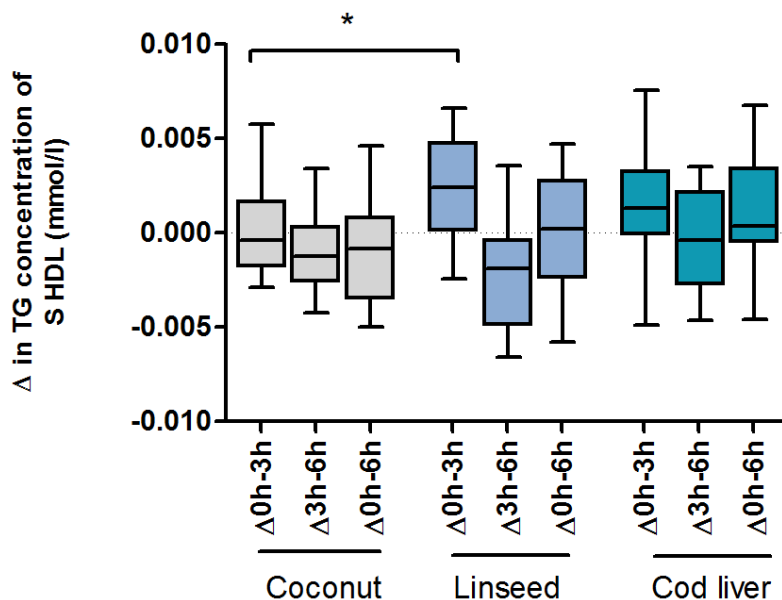 *
Δ in TG concentration of
S HDL (mmol/l)
0.010
0.005
0.000
-0.005
-0.010
Δ0h-3h
Δ3h-6h
Δ0h-6h
Δ0h-3h
Δ3h-6h
Δ0h-6h
Δ0h-3h
Δ3h-6h
Δ0h-6h
Coconut
Linseed
Cod liver